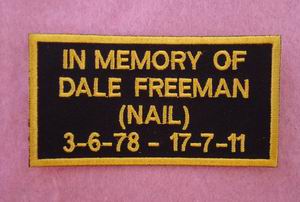 IN MEMORY OF
DALE FREEMAN
(NAIL)
3-6-78 - 17-7-11